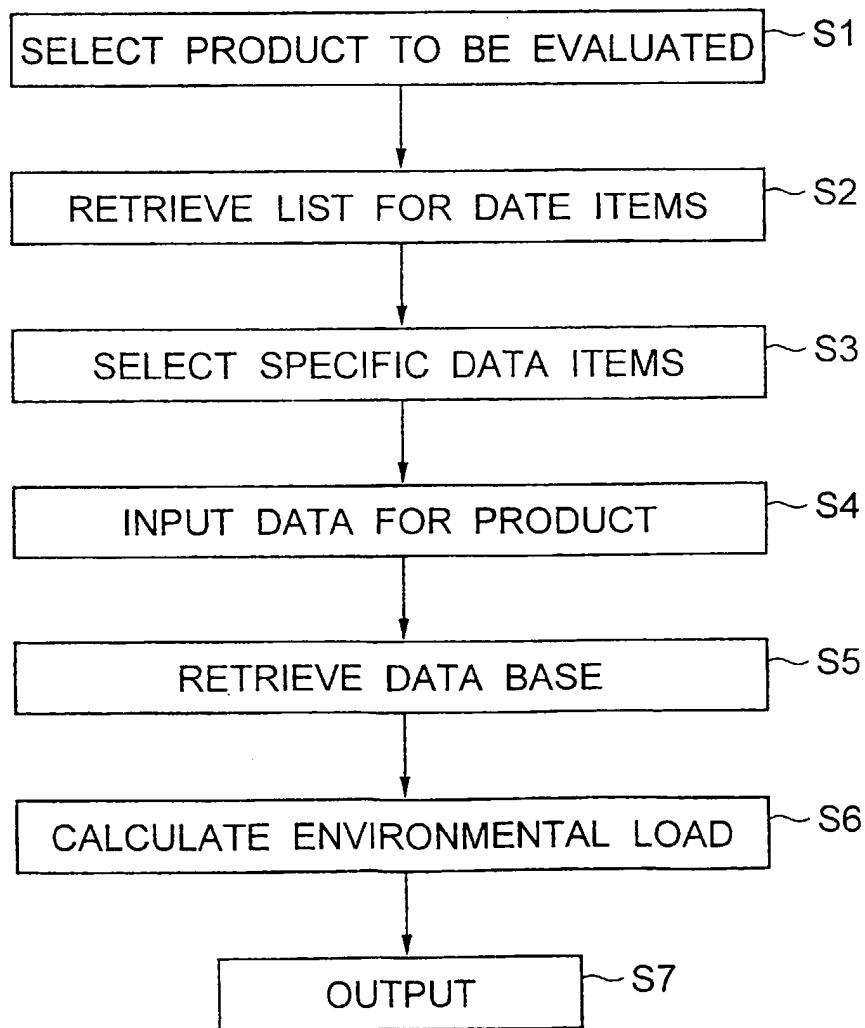 SELECT PRODUCT TO BE EVALUATED S1
RETRIEVE LIST FOR DATE ITEMS S2
SELECT SPECIFIC DATA ITEMS S3
INPUT DATA FOR PRODUCT S4
RETRIEVE DATA BASE S5
CALCULATE ENVIRONMENTAL LOAD S6
OUTPUT S7